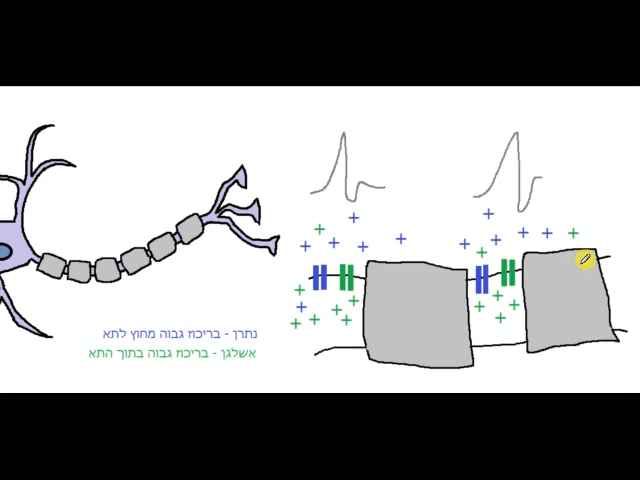 נתרן - בריכוז גבוה מחוץ לתא
אשלגן - בריכוז גבוה בתוך התא